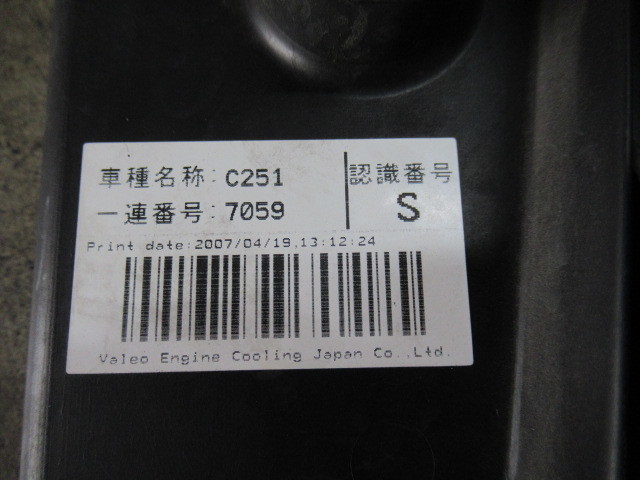 車種名称:C251
一連番号:7059
認識番号
S
Print date:2007/04/19,13:12:24
Valeo Engine Cooling Japan Co.,Ltd.